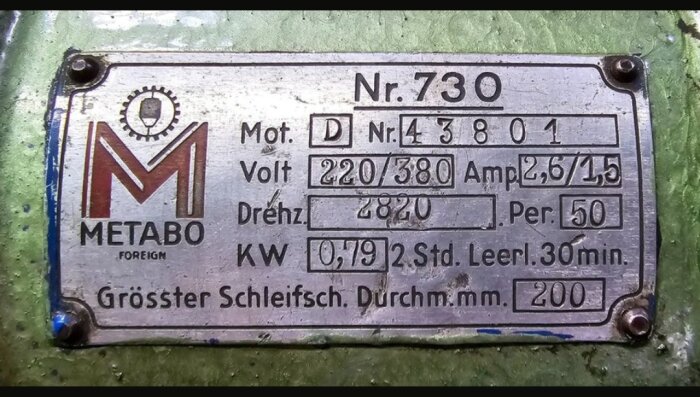 Nr. 730
Mot. D Nr. 43801
Volt 220/380 Amp 2,6/1,5
Drehz. 2820 . Per. 50
KW 0,79 2 Std. Leerl. 30 min.
Grösster Schleifsch. Durchm. mm. 200
M
METABO
FOREIGN